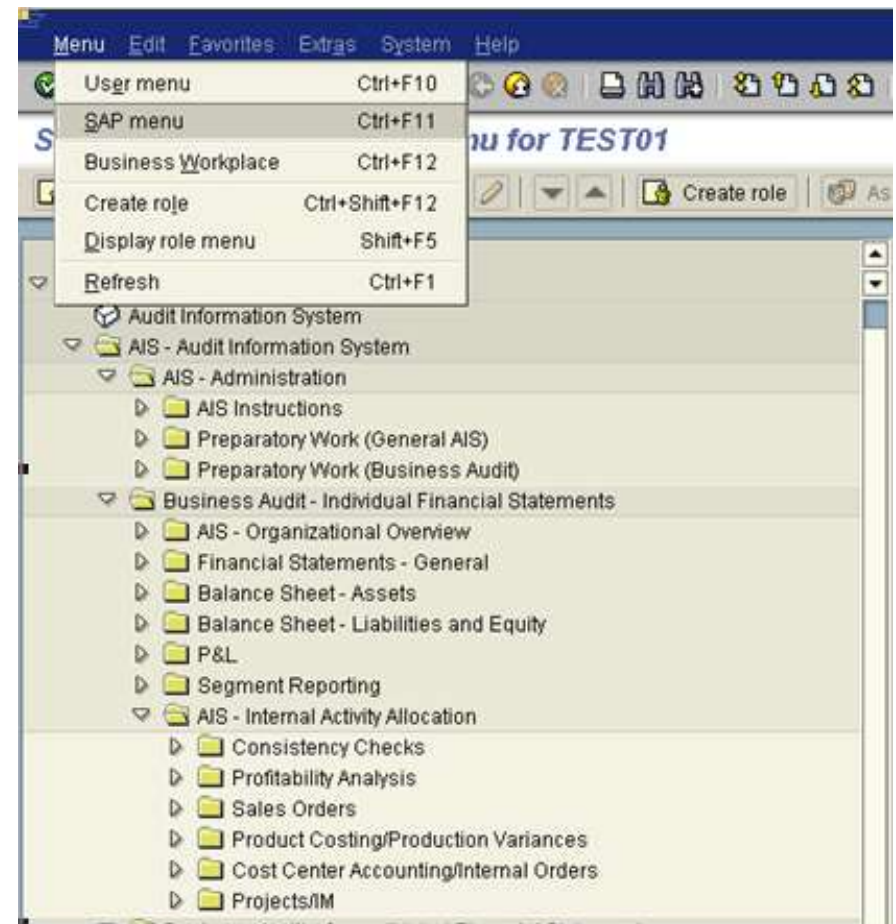 Menu Edit Favorites Extras System Help
User menu Ctrl+F10
SAP menu Ctrl+F11
S nu for TEST01
Business Workplace Ctrl+F12
Create role Ctrl+Shift+F12
Create role As
Display role menu Shift+F5
Refresh Ctrl+F1
Audit Information System
AIS - Audit Information System
AIS - Administration
AIS Instructions
Preparatory Work (General AIS)
Preparatory Work (Business Audit)
Business Audit - Individual Financial Statements
AIS - Organizational Overview
Financial Statements - General
Balance Sheet - Assets
Balance Sheet - Liabilities and Equity
P&L
Segment Reporting
AIS - Internal Activity Allocation
Consistency Checks
Profitability Analysis
Sales Orders
Product Costing/Production Variances
Cost Center Accounting/Internal Orders
Projects/IM